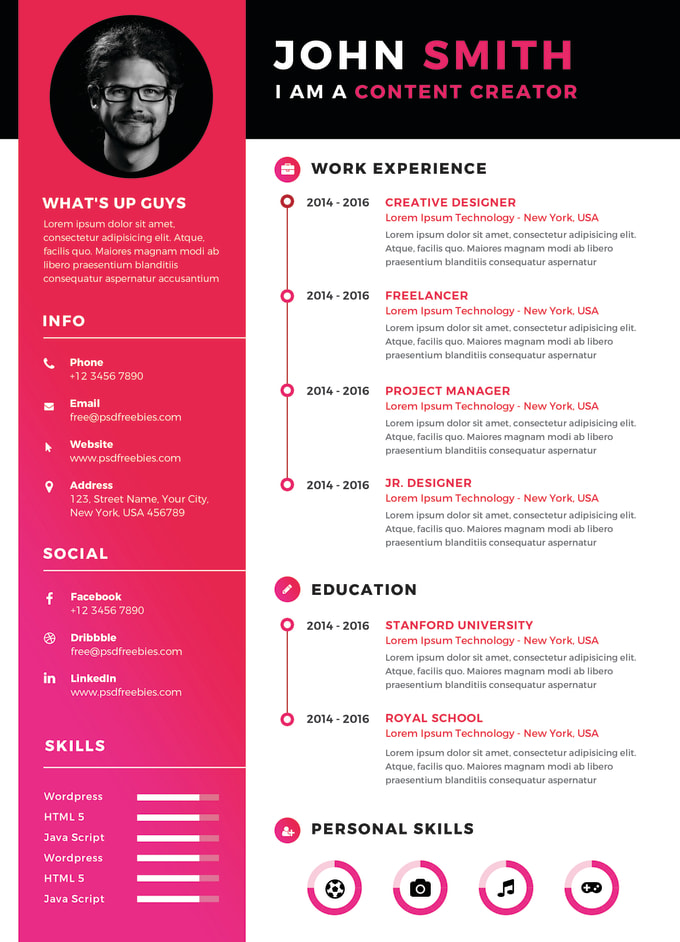 JOHN SMITH
I AM A CONTENT CREATOR
WHAT'S UP GUYS
Lorem ipsum dolor sit amet,
consectetur adipisicing elit. Atque,
facilis quo. Maiores magnam modi ab
libero praesentium blanditiis
consequatur aspernatur accusantium
INFO
Phone
+12 3456 7890
Email
free@psdfreebies.com
Website
www.psdfreebies.com
Address
123, Street Name, Your City,
New York, USA 456789
SOCIAL
Facebook
+12 3456 7890
Dribbble
free@psdfreebies.com
LinkedIn
www.psdfreebies.com
SKILLS
Wordpress
HTML 5
Java Script
Wordpress
HTML 5
Java Script
WORK EXPERIENCE
2014 - 2016 CREATIVE DESIGNER
Lorem Ipsum Technology - New York, USA
Lorem ipsum dolor sit amet, consectetur adipisicing elit.
Atque, facilis quo. Maiores magnam modi ab libero
praesentium blanditiis consequatur aspernatur
2014 - 2016 FREELANCER
Lorem Ipsum Technology - New York, USA
Lorem ipsum dolor sit amet, consectetur adipisicing elit.
Atque, facilis quo. Maiores magnam modi ab libero
praesentium blanditiis consequatur aspernatur
2014 - 2016 PROJECT MANAGER
Lorem Ipsum Technology - New York, USA
Lorem ipsum dolor sit amet, consectetur adipisicing elit.
Atque, facilis quo. Maiores magnam modi ab libero
praesentium blanditiis consequatur aspernatur
2014 - 2016 JR. DESIGNER
Lorem Ipsum Technology - New York, USA
Lorem ipsum dolor sit amet, consectetur adipisicing elit.
Atque, facilis quo. Maiores magnam modi ab libero
praesentium blanditiis consequatur aspernatur
EDUCATION
2014 - 2016 STANFORD UNIVERSITY
Lorem Ipsum Technology - New York, USA
Lorem ipsum dolor sit amet, consectetur adipisicing elit.
Atque, facilis quo. Maiores magnam modi ab libero
praesentium blanditiis consequatur aspernatur
2014 - 2016 ROYAL SCHOOL
Lorem Ipsum Technology - New York, USA
Lorem ipsum dolor sit amet, consectetur adipisicing elit.
Atque, facilis quo. Maiores magnam modi ab libero
praesentium blanditiis consequatur aspernatur
PERSONAL SKILLS